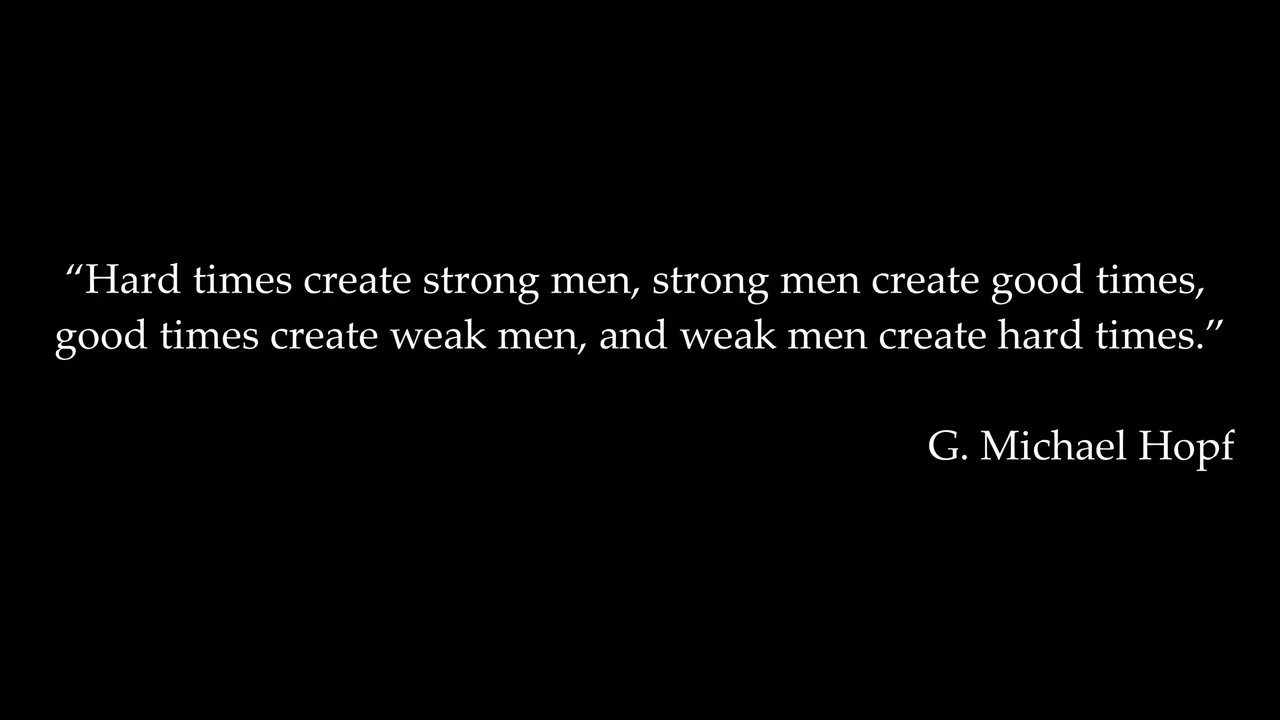 “Hard times create strong men, strong men create good times,
good times create weak men, and weak men create hard times.”
G. Michael Hopf